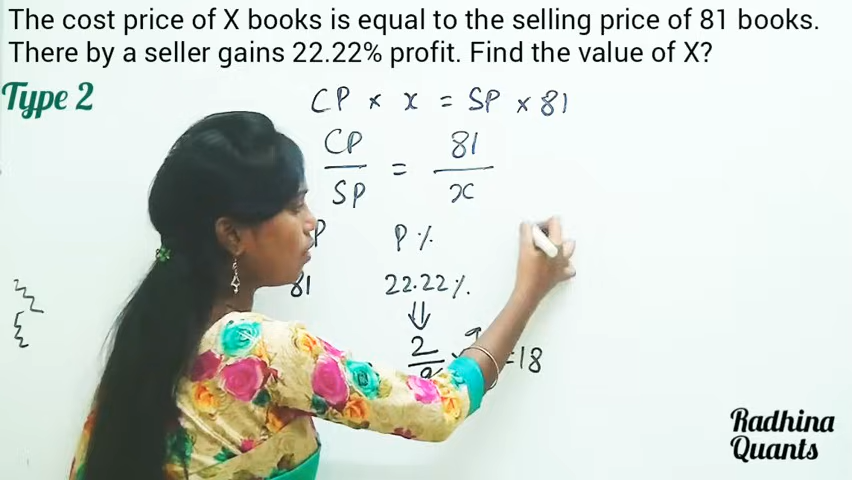 The cost price of X books is equal to the selling price of 81 books.
There by a seller gains 22.22% profit. Find the value of X?
Type 2
CP × x = SP × 81
CP/SP = 81/x
P P%
81 22.22%
⇓
2/9 × = 18
Radhina
Quants